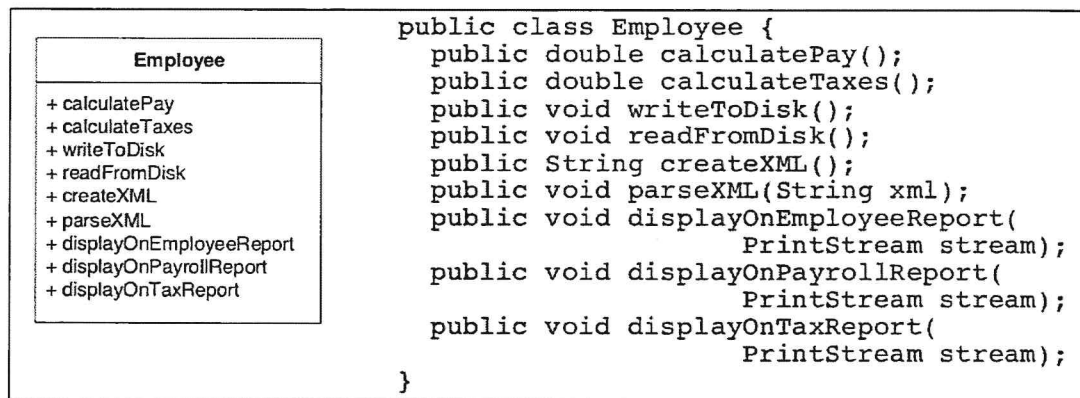 Employee
+ calculatePay
+ calculateTaxes
+ writeToDisk
+ readFromDisk
+ createXML
+ parseXML
+ displayOnEmployeeReport
+ displayOnPayrollReport
+ displayOnTaxReport
public class Employee {
  public double calculatePay();
  public double calculateTaxes();
  public void writeToDisk();
  public void readFromDisk();
  public String createXML();
  public void parseXML(String xml);
  public void displayOnEmployeeReport(
                    PrintStream stream);
  public void displayOnPayrollReport(
                    PrintStream stream);
  public void displayOnTaxReport(
                    PrintStream stream);
}